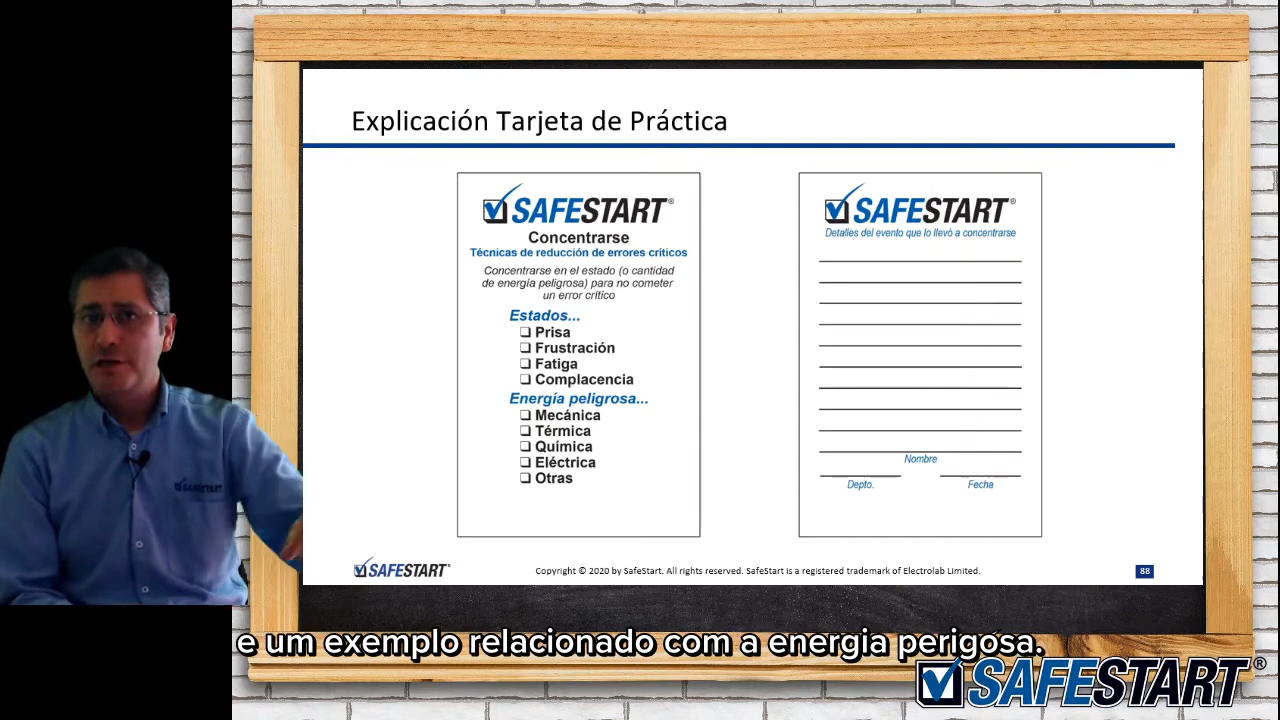 Explicación Tarjeta de Práctica
SAFESTART®
Concentrarse
Técnicas de reducción de errores críticos
Concentrarse en el estado (o cantidad
de energía peligrosa) para no cometer
un error crítico
Estados...
❑ Prisa
❑ Frustración
❑ Fatiga
❑ Complacencia
Energía peligrosa...
❑ Mecánica
❑ Térmica
❑ Química
❑ Eléctrica
❑ Otras
SAFESTART®
Detalles del evento que lo llevó a concentrarse
Nombre
Depto. Fecha
SAFESTART
SAFESTART®
Copyright © 2020 by SafeStart. All rights reserved. SafeStart is a registered trademark of Electrolab Limited.
88
e um exemplo relacionado com a energia perigosa.
SAFESTART®